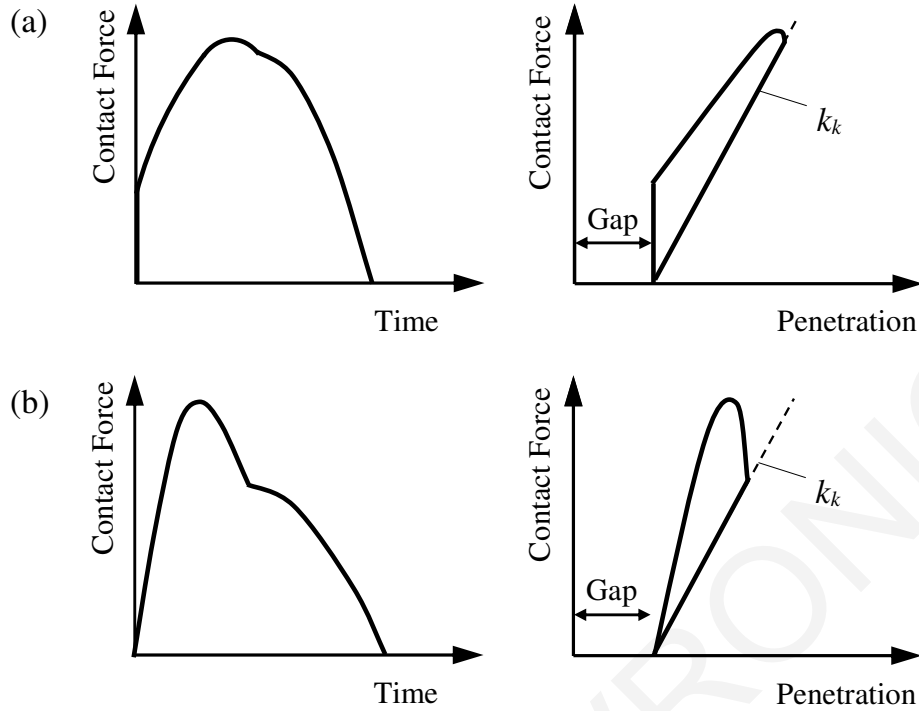 (a)
Contact Force
Time
Contact Force
Gap
k_k
Penetration
(b)
Contact Force
Time
Contact Force
Gap
k_k
Penetration